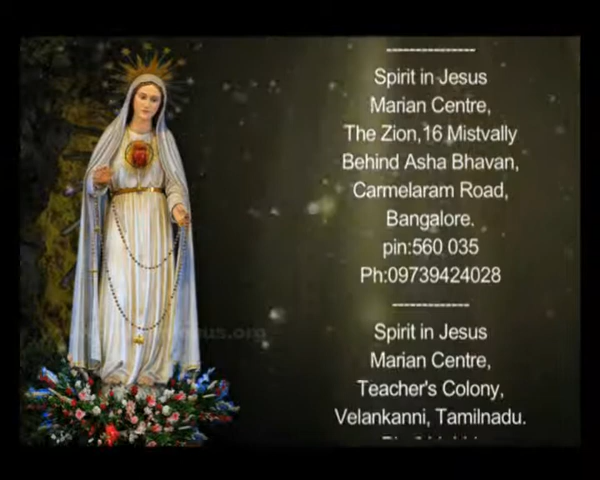 ---------------
Spirit in Jesus
Marian Centre,
The Zion,16 Mistvally
Behind Asha Bhavan,
Carmelaram Road,
Bangalore.
pin:560 035
Ph:09739424028
-------------
Spirit in Jesus
Marian Centre,
Teacher's Colony,
Velankanni, Tamilnadu.